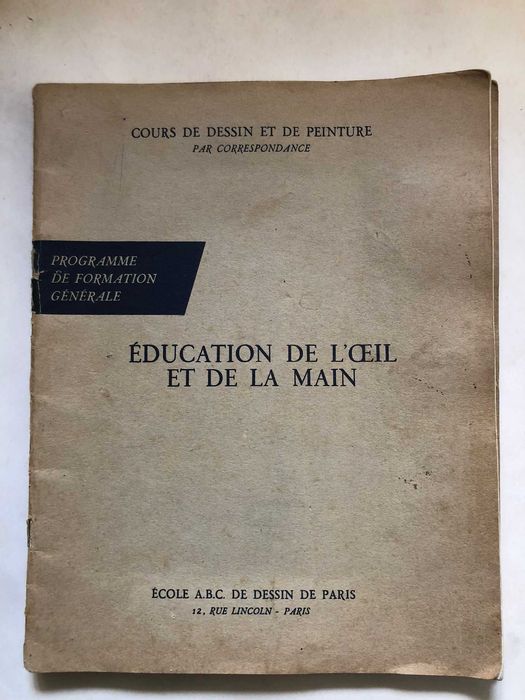 COURS DE DESSIN ET DE PEINTURE
PAR CORRESPONDANCE
PROGRAMME
DE FORMATION
GÉNÉRALE
ÉDUCATION DE L'ŒIL
ET DE LA MAIN
ÉCOLE A.B.C. DE DESSIN DE PARIS
12, RUE LINCOLN - PARIS